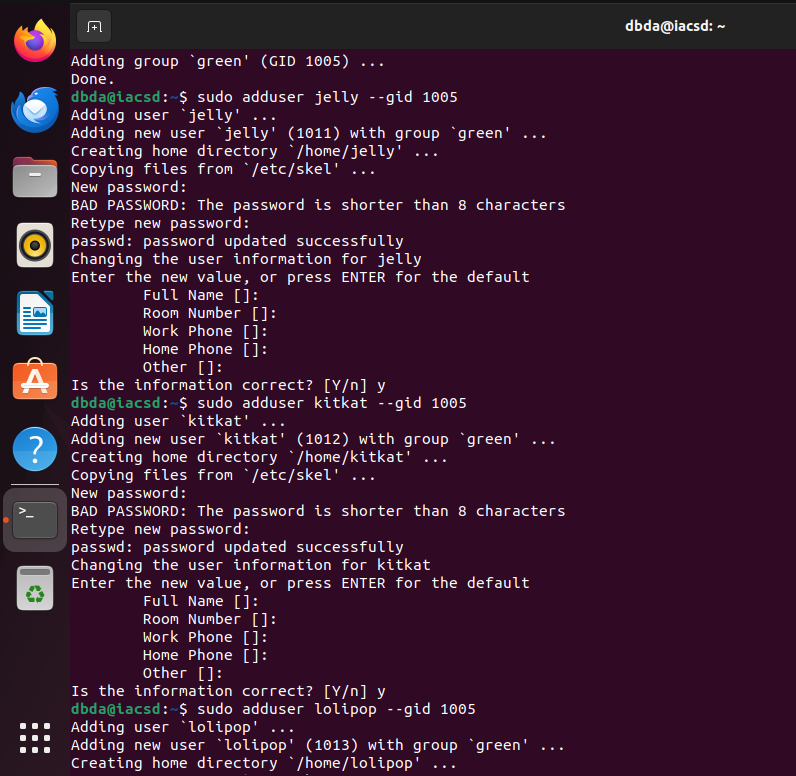 dbda@iacsd: ~
Adding group `green' (GID 1005) ...
Done.
dbda@iacsd:~$ sudo adduser jelly --gid 1005
Adding user `jelly' ...
Adding new user `jelly' (1011) with group `green' ...
Creating home directory `/home/jelly' ...
Copying files from `/etc/skel' ...
New password:
BAD PASSWORD: The password is shorter than 8 characters
Retype new password:
passwd: password updated successfully
Changing the user information for jelly
Enter the new value, or press ENTER for the default
Full Name []:
Room Number []:
Work Phone []:
Home Phone []:
Other []:
Is the information correct? [Y/n] y
dbda@iacsd:~$ sudo adduser kitkat --gid 1005
Adding user `kitkat' ...
Adding new user `kitkat' (1012) with group `green' ...
Creating home directory `/home/kitkat' ...
Copying files from `/etc/skel' ...
New password:
BAD PASSWORD: The password is shorter than 8 characters
Retype new password:
passwd: password updated successfully
Changing the user information for kitkat
Enter the new value, or press ENTER for the default
Full Name []:
Room Number []:
Work Phone []:
Home Phone []:
Other []:
Is the information correct? [Y/n] y
dbda@iacsd:~$ sudo adduser lolipop --gid 1005
Adding user `lolipop' ...
Adding new user `lolipop' (1013) with group `green' ...
Creating home directory `/home/lolipop' ...